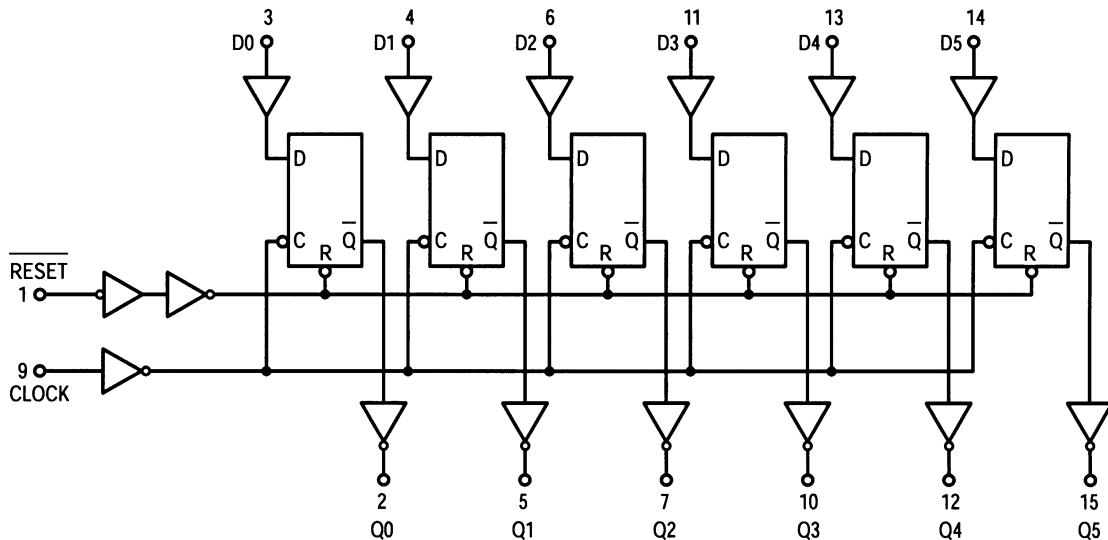 3 4 6 11 13 14
D0 D1 D2 D3 D4 D5
D D D D D D
C Q̅ C Q̅ C Q̅ C Q̅ C Q̅ C Q̅
R R R R R R
R̅E̅S̅E̅T̅
1
9
CLOCK
2 5 7 10 12 15
Q0 Q1 Q2 Q3 Q4 Q5